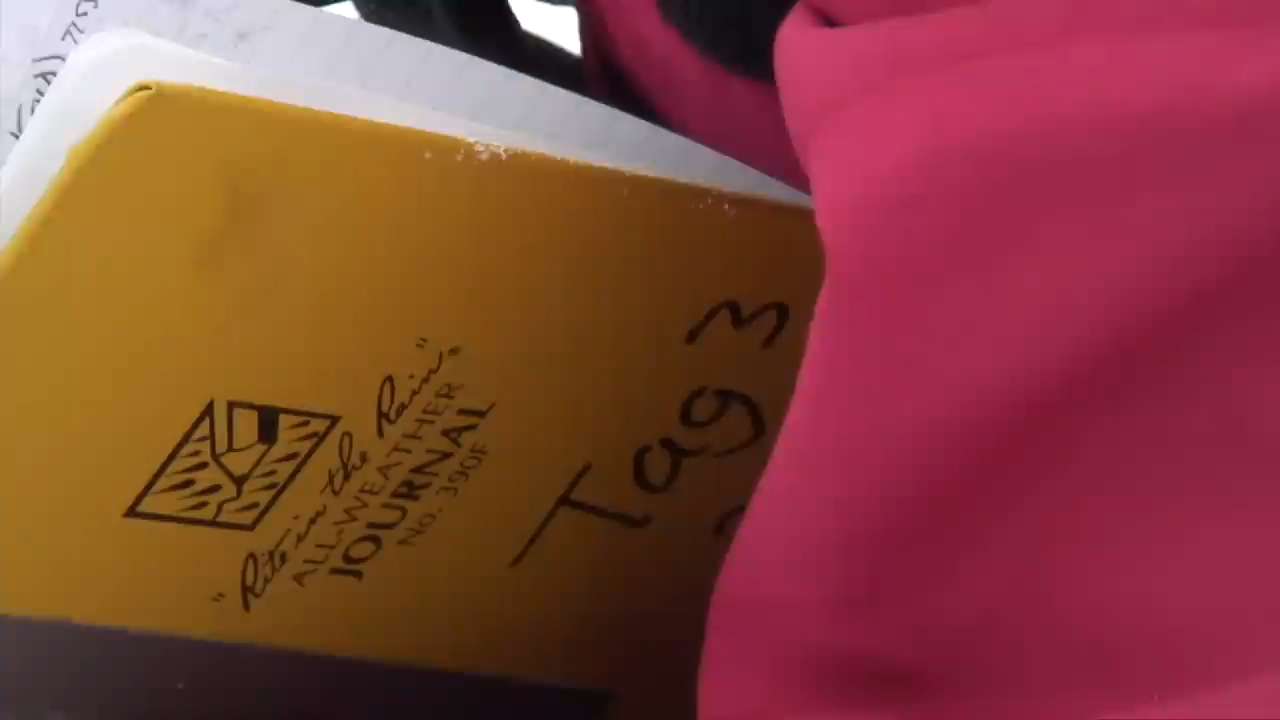 "Rite in the Rain"®
ALL-WEATHER
JOURNAL
No. 390F
Tag 3